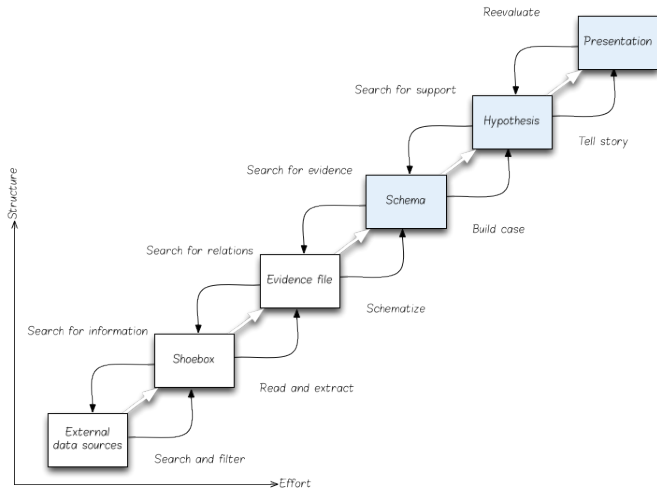 Reevaluate
Presentation
Search for support
Hypothesis
Tell story
Search for evidence
Structure
Schema
Build case
Search for relations
Evidence file
Schematize
Search for information
Shoebox
Read and extract
External
data sources
Search and filter
Effort